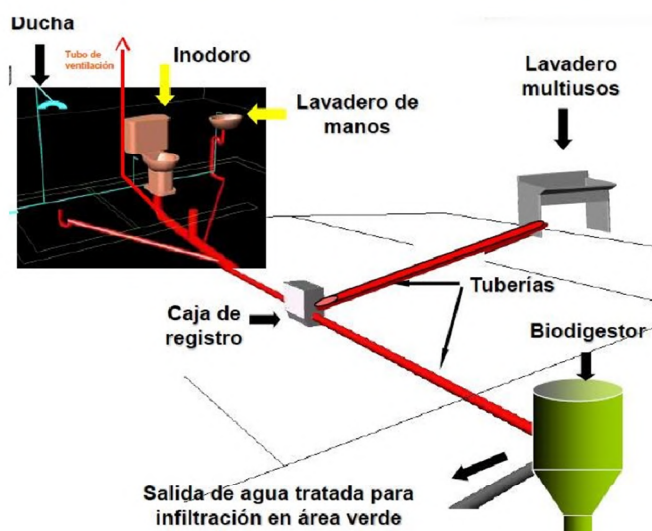 Ducha
Tubo de
ventilación
Inodoro
Lavadero de
manos
Lavadero
multiusos
Caja de
registro
Tuberías
Biodigestor
Salida de agua tratada para
infiltración en área verde